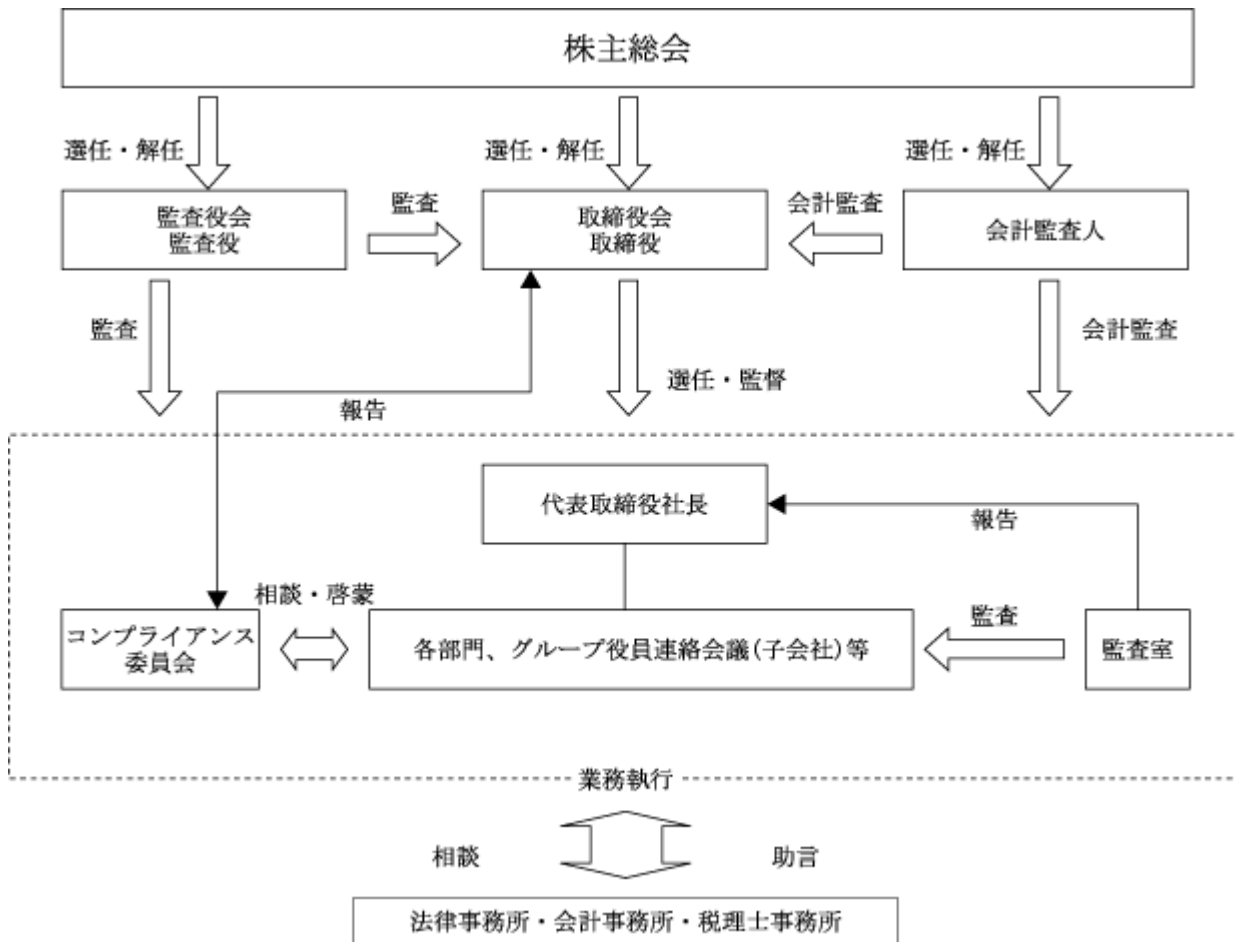 株主総会
選任・解任
選任・解任
選任・解任
監査役会
監査役
監査
取締役会
取締役
会計監査
会計監査人
監査
報告
選任・監督
会計監査
代表取締役社長
報告
相談・啓蒙
コンプライアンス
委員会
各部門、グループ役員連絡会議(子会社)等
監査
監査室
業務執行
相談
助言
法律事務所・会計事務所・税理士事務所